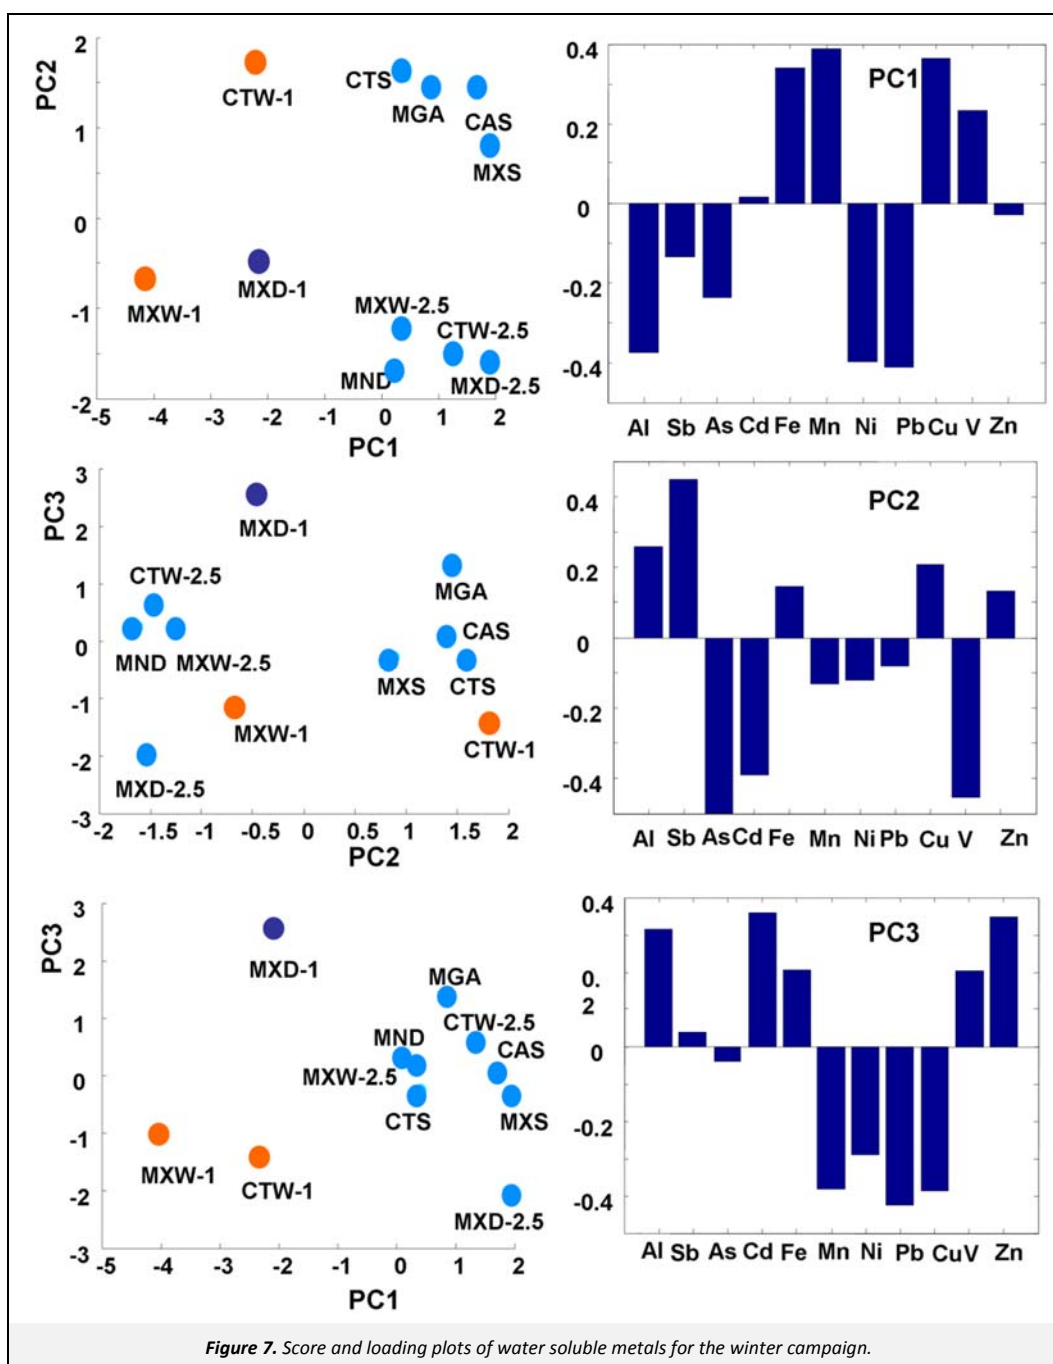 PC2
2
1
0
-1
-2
CTW-1
CTS
MGA
CAS
MXS
MXW-1
MXD-1
MXW-2.5
CTW-2.5
MND
MXD-2.5
-5 -4 -3 -2 -1 0 1 2
PC1
PC1
0.4
0.2
0
-0.2
-0.4
Al Sb As Cd Fe Mn Ni Pb Cu V Zn
PC3
3
2
1
0
-1
-2
-3
MXD-1
CTW-2.5
MGA
CAS
MND MXW-2.5
MXS CTS
MXW-1
CTW-1
MXD-2.5
-2 -1.5 -1 -0.5 0 0.5 1 1.5 2
PC2
PC2
0.4
0.2
0
-0.2
-0.4
Al Sb As Cd Fe Mn Ni Pb Cu V Zn
PC3
3
2
1
0
-1
-2
-3
MXD-1
MGA
CTW-2.5
MND
CAS
MXW-2.5
CTS
MXS
MXW-1
CTW-1
MXD-2.5
-5 -4 -3 -2 -1 0 1 2
PC1
PC3
0.4
0.
2
0
-0.2
-0.4
Al Sb As Cd Fe Mn Ni Pb Cu V Zn
Figure 7. Score and loading plots of water soluble metals for the winter campaign.